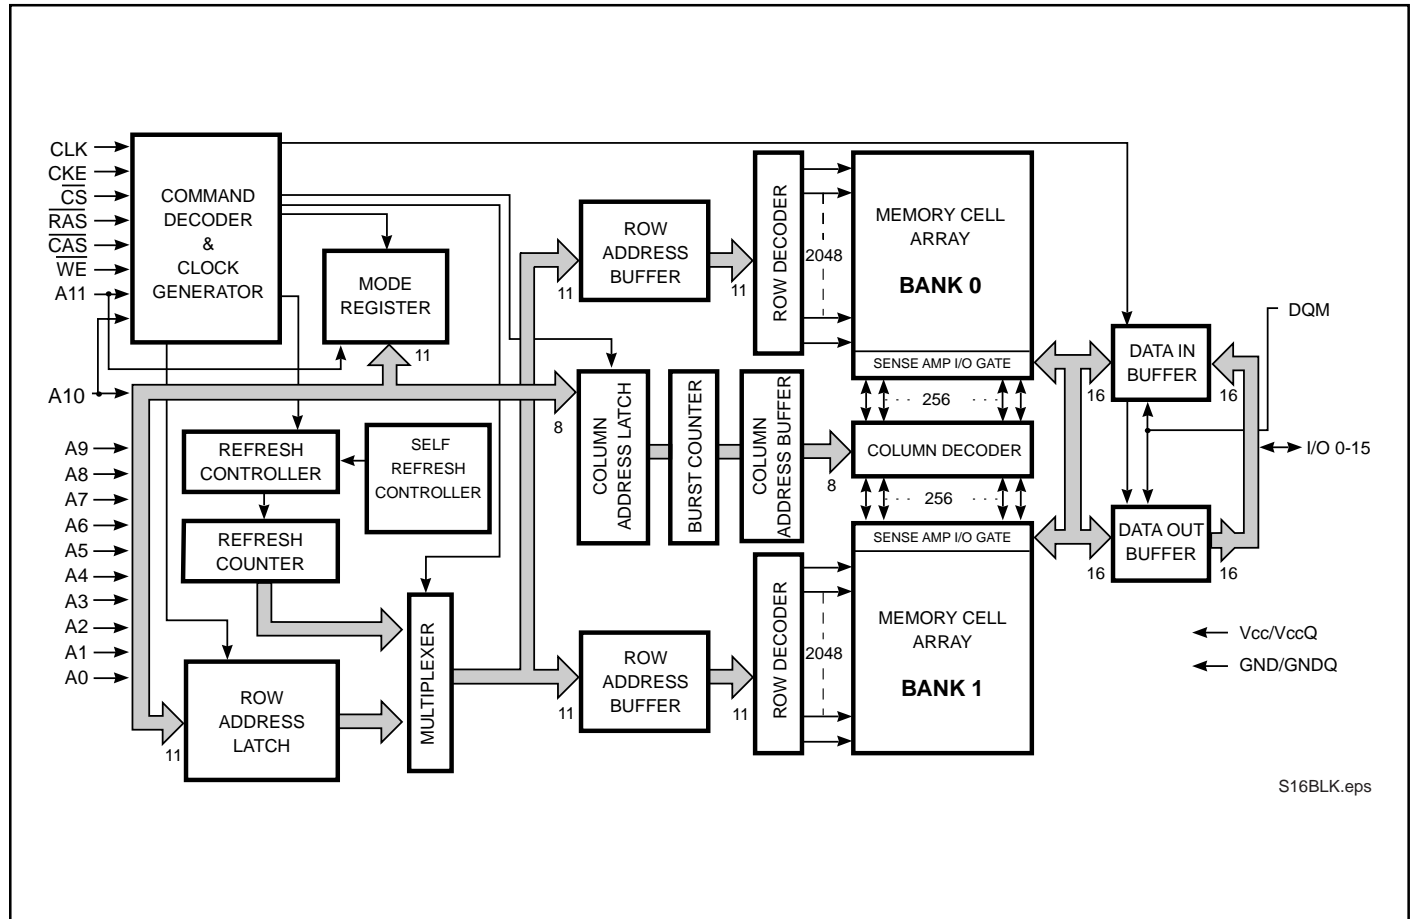 CLK
CKE
CS
RAS
CAS
WE
A11
A10
A9
A8
A7
A6
A5
A4
A3
A2
A1
A0
COMMAND
DECODER
&
CLOCK
GENERATOR
MODE
REGISTER
11
REFRESH
CONTROLLER
SELF
REFRESH
CONTROLLER
REFRESH
COUNTER
ROW
ADDRESS
LATCH
11
MULTIPLEXER
ROW
ADDRESS
BUFFER
11
11
ROW DECODER
2048
MEMORY CELL
ARRAY
BANK 0
SENSE AMP I/O GATE
8
COLUMN
ADDRESS LATCH
BURST COUNTER
COLUMN
ADDRESS BUFFER
8
256
COLUMN DECODER
256
ROW
ADDRESS
BUFFER
11
11
ROW DECODER
2048
SENSE AMP I/O GATE
MEMORY CELL
ARRAY
BANK 1
DQM
DATA IN
BUFFER
16
16
I/O 0-15
DATA OUT
BUFFER
16
16
Vcc/VccQ
GND/GNDQ
S16BLK.eps